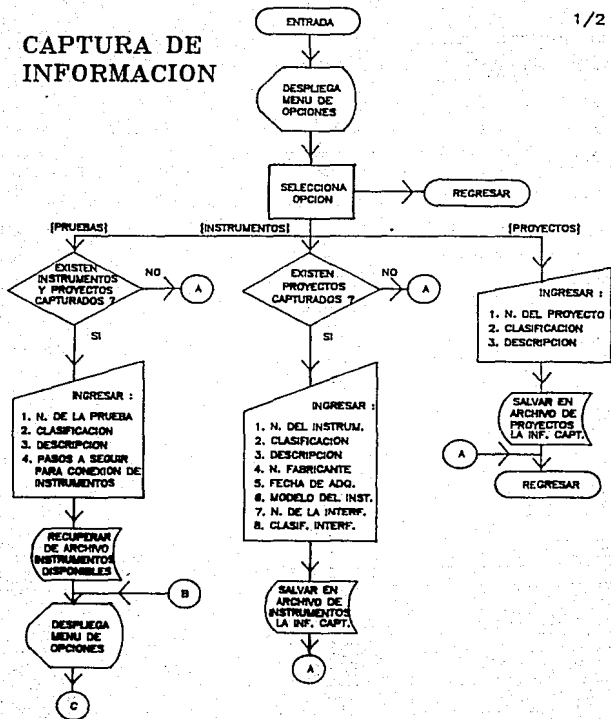 1/2
CAPTURA DE
INFORMACION
ENTRADA
DESPLIEGA
MENU DE
OPCIONES
SELECCIONA
OPCION
REGRESAR
[PRUEBAS]
[INSTRUMENTOS]
[PROYECTOS]
EXISTEN
INSTRUMENTOS
Y PROYECTOS
CAPTURADOS ?
NO
A
SI
INGRESAR :
1. N. DE LA PRUEBA
2. CLASIFICACION
3. DESCRIPCION
4. PASOS A SEGUIR
PARA CONEXION DE
INSTRUMENTOS
RECUPERAR
DE ARCHIVO
INSTRUMENTOS
DISPONIBLES
B
DESPLIEGA
MENU DE
OPCIONES
C
EXISTEN
PROYECTOS
CAPTURADOS ?
NO
A
SI
INGRESAR :
1. N. DEL INSTRUM.
2. CLASIFICACION
3. DESCRIPCION
4. N. FABRICANTE
5. FECHA DE ADQ.
6. MODELO DEL INST.
7. N. DE LA INTERF.
8. CLASIF. INTERF.
SALVAR EN
ARCHIVO DE
INSTRUMENTOS
LA INF. CAPT.
A
INGRESAR :
1. N. DEL PROYECTO
2. CLASIFICACION
3. DESCRIPCION
SALVAR EN
ARCHIVO DE
PROYECTOS
LA INF. CAPT.
A
REGRESAR